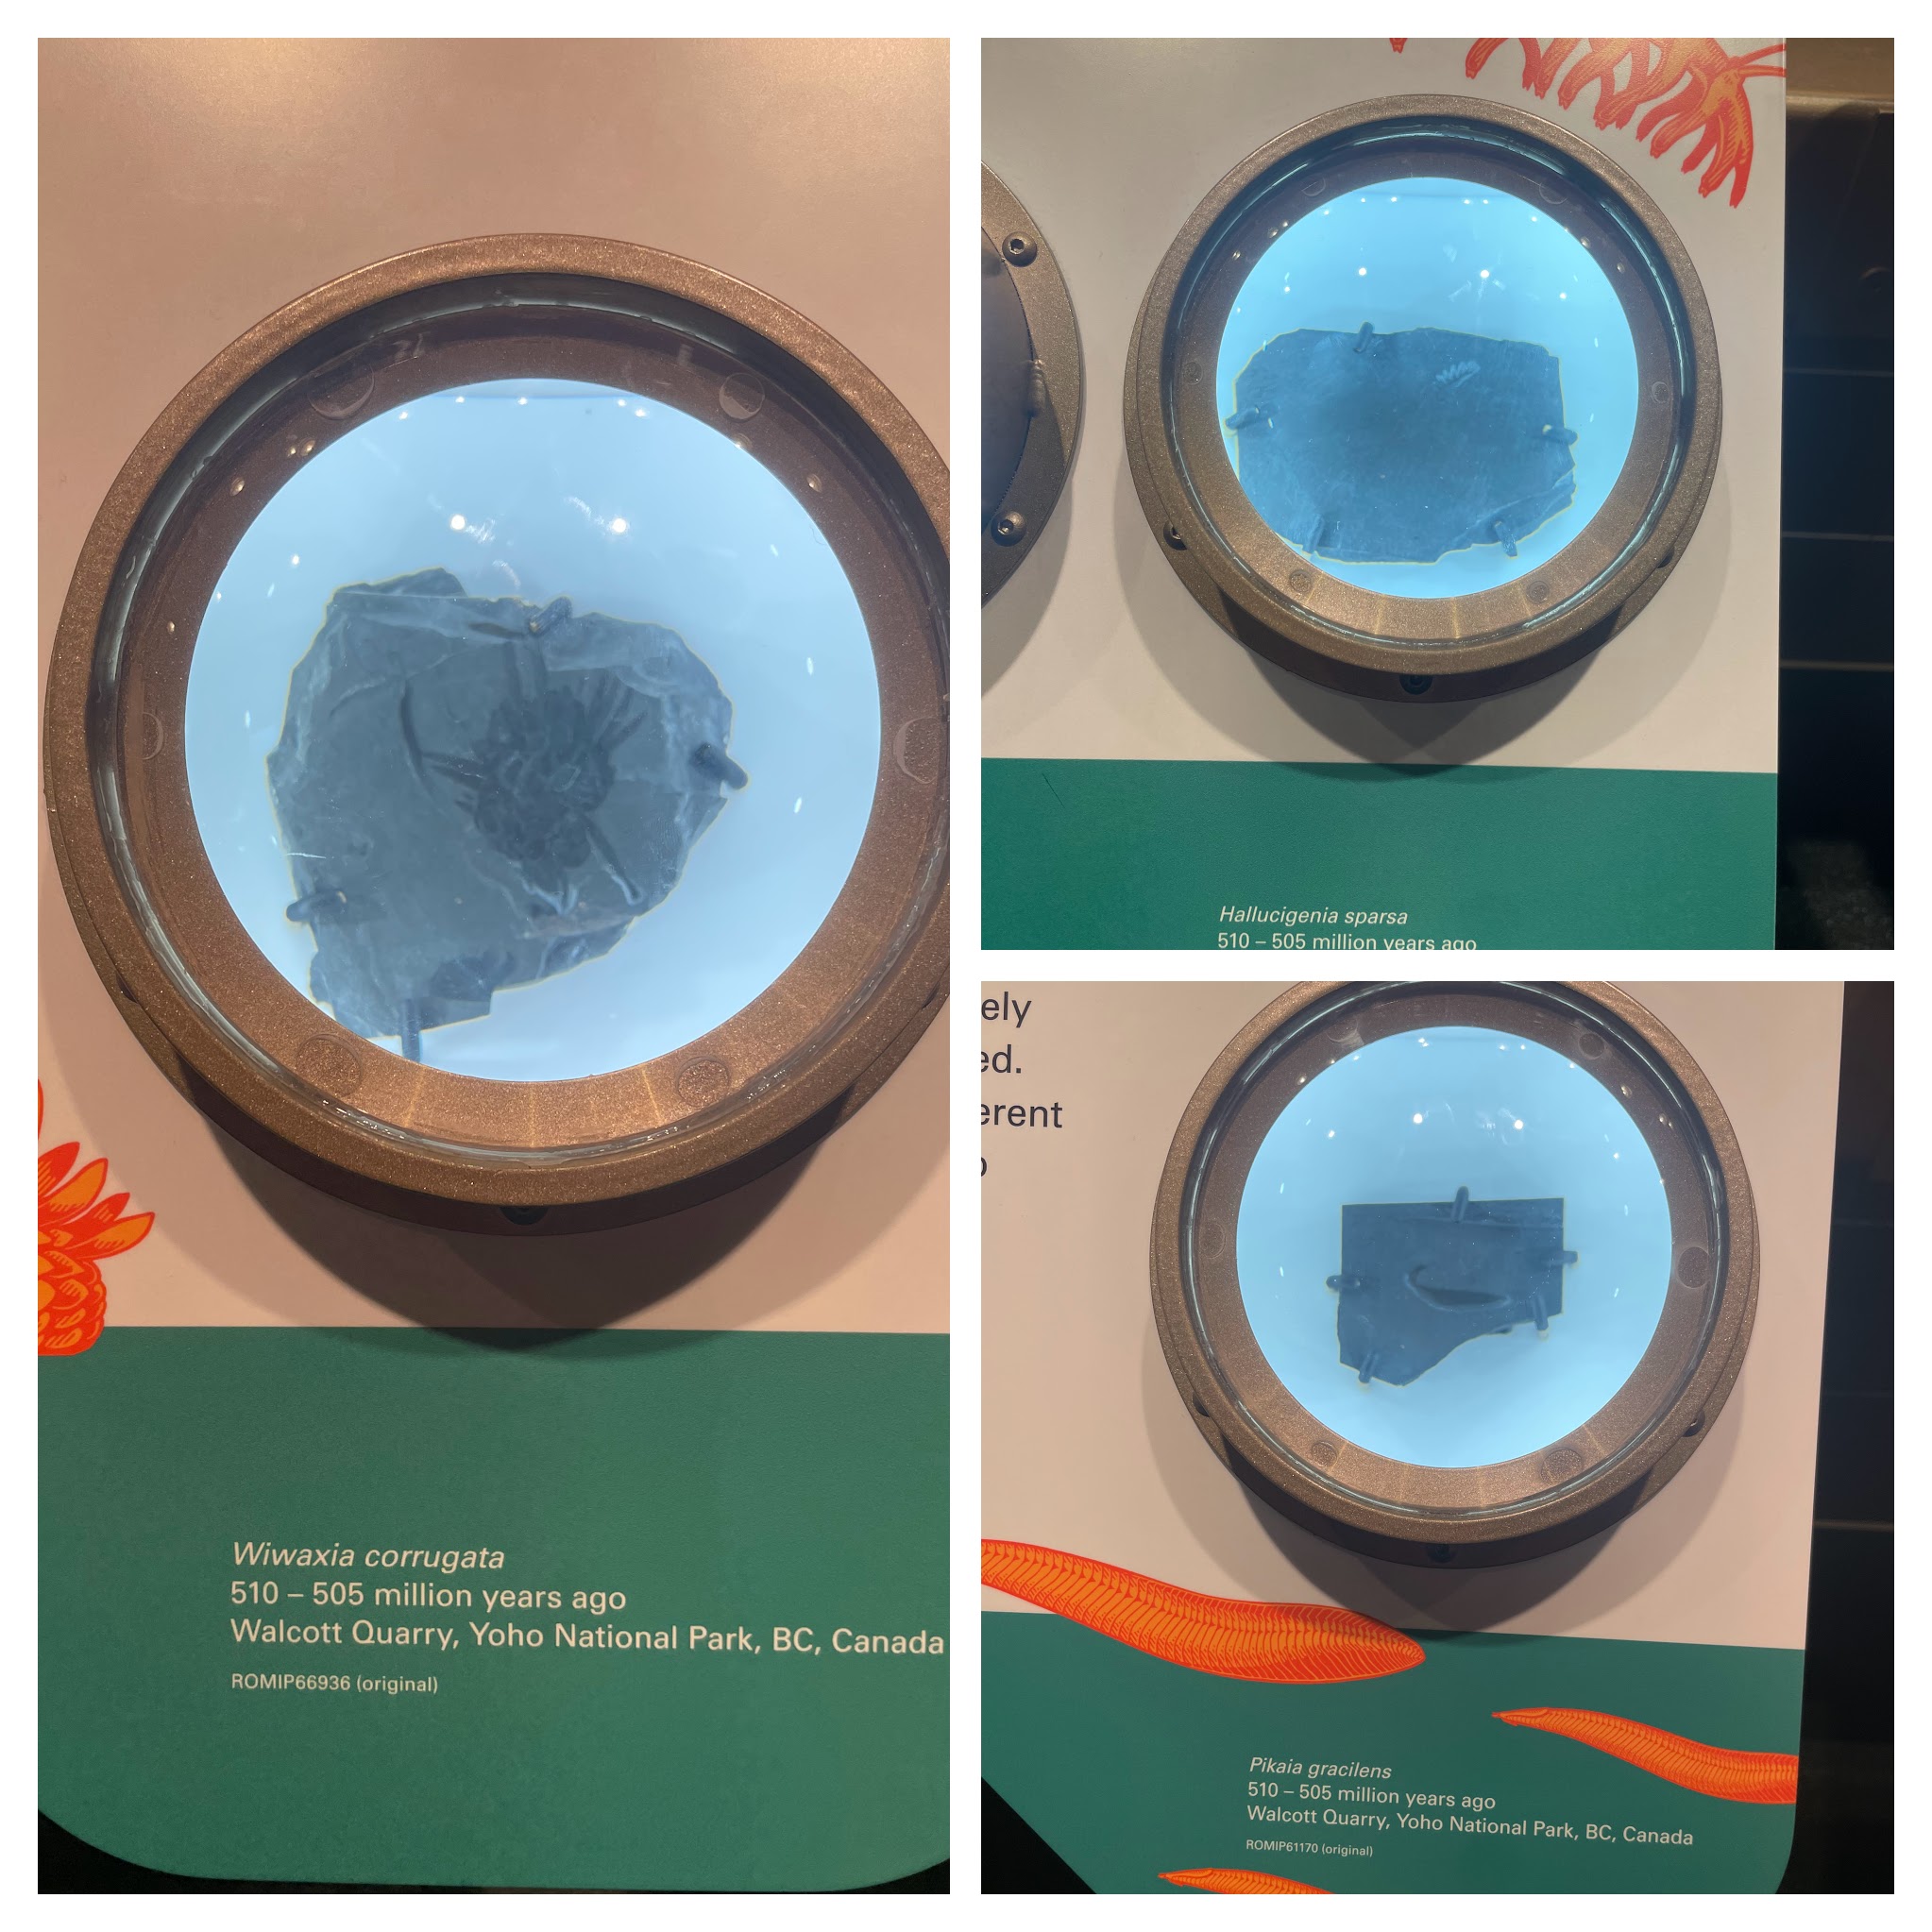 Wiwaxia corrugata
510 – 505 million years ago
Walcott Quarry, Yoho National Park, BC, Canada
ROMIP66936 (original)
Hallucigenia sparsa
510 – 505 million years ago
ely
ed.
erent
Pikaia gracilens
510 – 505 million years ago
Walcott Quarry, Yoho National Park, BC, Canada
ROMIP61170 (original)